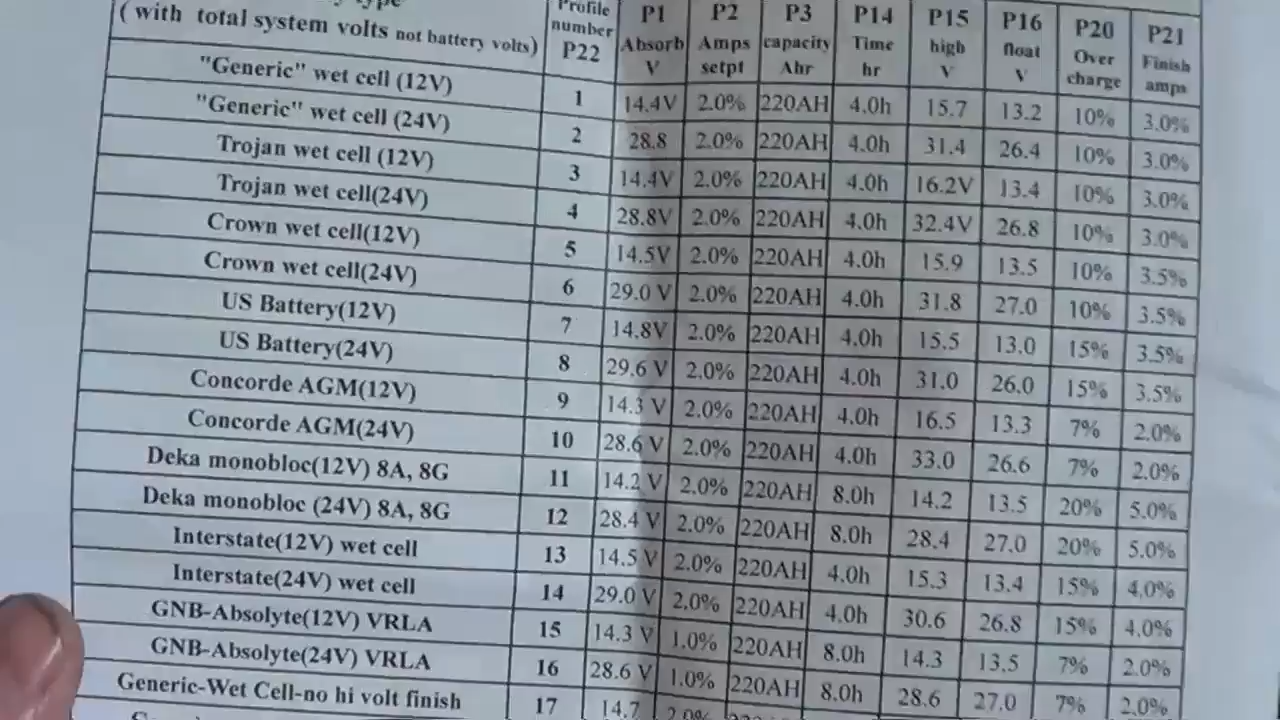 type
( with total system volts not battery volts)
Profile number P22 P1 Absorb V P2 Amps setpt P3 capacity Ahr P14 Time hr P15 high V P16 float V P20 Over charge P21 Finish amps
"Generic" wet cell (12V) 1 14.4V 2.0% 220AH 4.0h 15.7 13.2 10% 3.0%
"Generic" wet cell (24V) 2 28.8 2.0% 220AH 4.0h 31.4 26.4 10% 3.0%
Trojan wet cell (12V) 3 14.4V 2.0% 220AH 4.0h 16.2V 13.4 10% 3.0%
Trojan wet cell(24V) 4 28.8V 2.0% 220AH 4.0h 32.4V 26.8 10% 3.0%
Crown wet cell(12V) 5 14.5V 2.0% 220AH 4.0h 15.9 13.5 10% 3.5%
Crown wet cell(24V) 6 29.0 V 2.0% 220AH 4.0h 31.8 27.0 10% 3.5%
US Battery(12V) 7 14.8V 2.0% 220AH 4.0h 15.5 13.0 15% 3.5%
US Battery(24V) 8 29.6 V 2.0% 220AH 4.0h 31.0 26.0 15% 3.5%
Concorde AGM(12V) 9 14.3 V 2.0% 220AH 4.0h 16.5 13.3 7% 2.0%
Concorde AGM(24V) 10 28.6 V 2.0% 220AH 4.0h 33.0 26.6 7% 2.0%
Deka monobloc(12V) 8A, 8G 11 14.2 V 2.0% 220AH 8.0h 14.2 13.5 20% 5.0%
Deka monobloc (24V) 8A, 8G 12 28.4 V 2.0% 220AH 8.0h 28.4 27.0 20% 5.0%
Interstate(12V) wet cell 13 14.5 V 2.0% 220AH 4.0h 15.3 13.4 15% 4.0%
Interstate(24V) wet cell 14 29.0 V 2.0% 220AH 4.0h 30.6 26.8 15% 4.0%
GNB-Absolyte(12V) VRLA 15 14.3 V 1.0% 220AH 8.0h 14.3 13.5 7% 2.0%
GNB-Absolyte(24V) VRLA 16 28.6 V 1.0% 220AH 8.0h 28.6 27.0 7% 2.0%
Generic-Wet Cell-no hi volt finish 17 14.7 2.0%